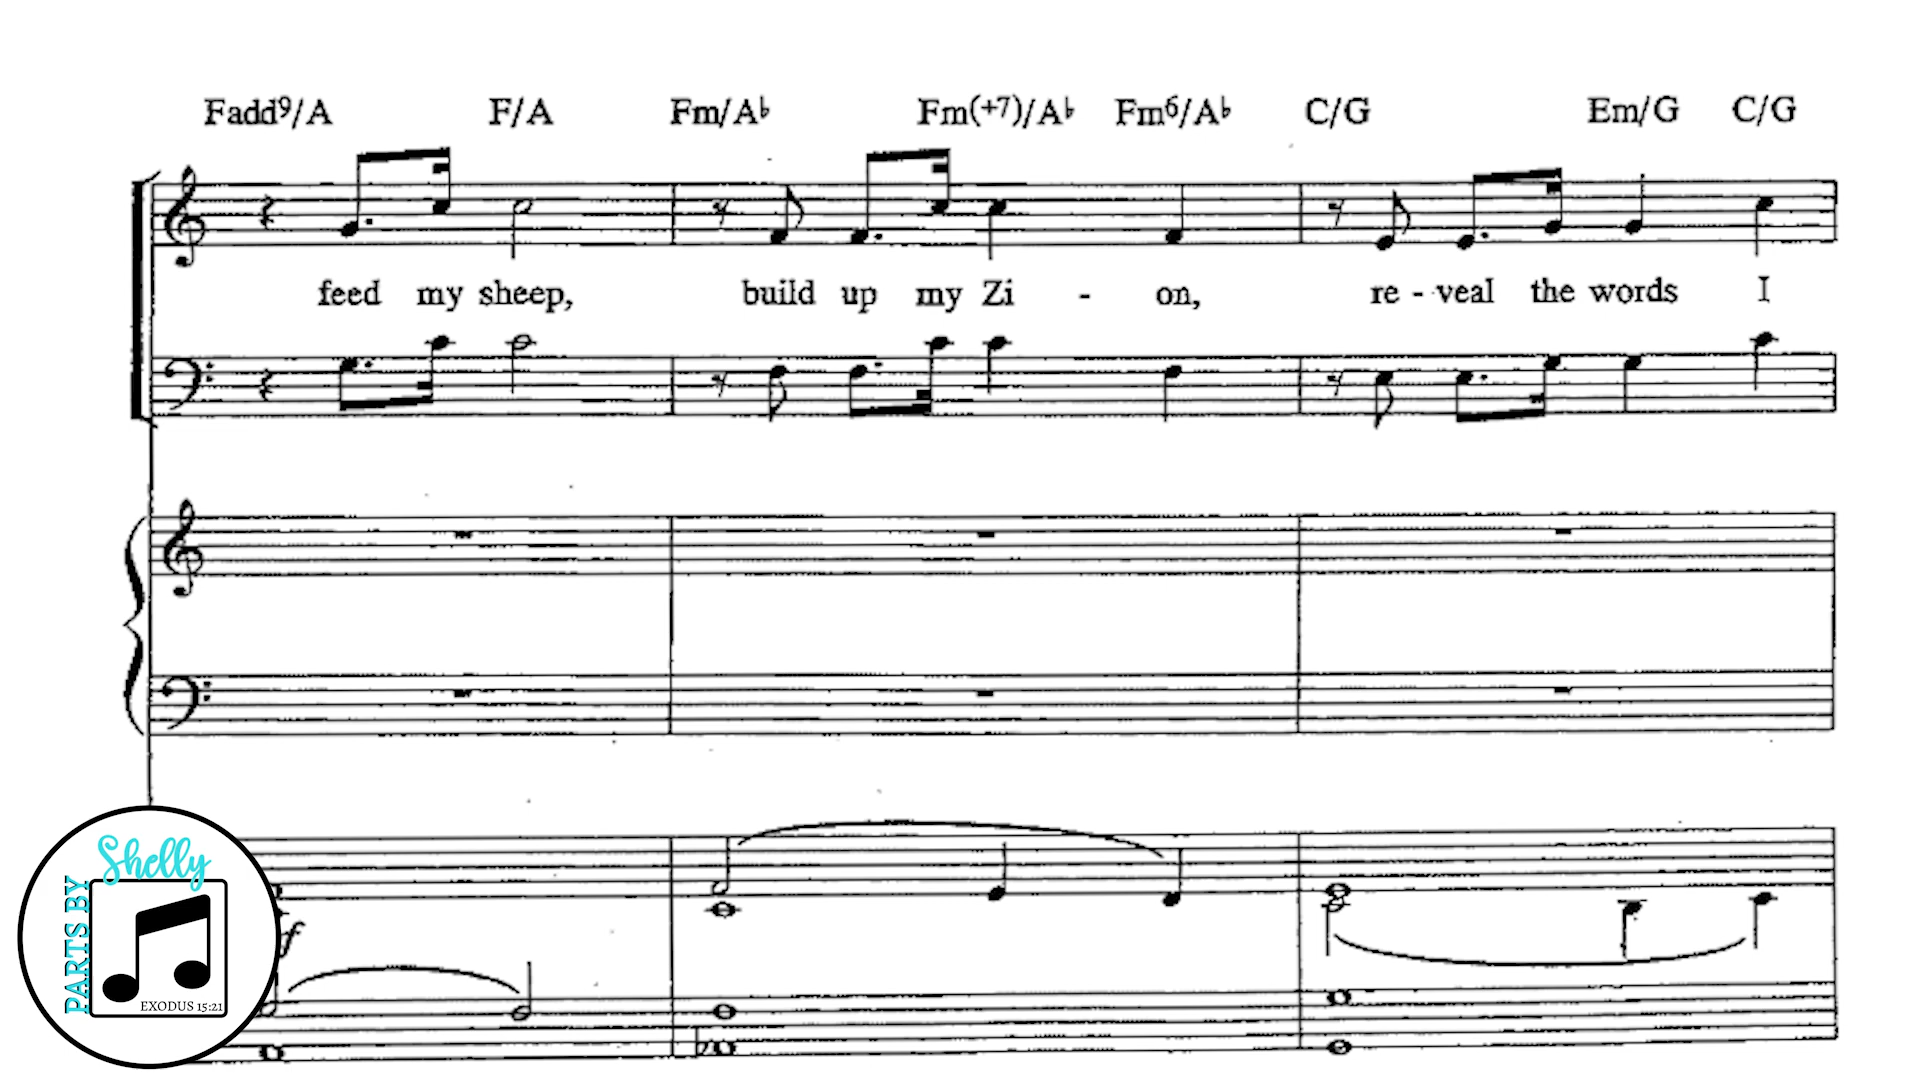 Fadd9/A F/A Fm/A♭ Fm(+7)/A♭ Fm6/A♭ C/G Em/G C/G
feed my sheep, build up my Zi - on, re - veal the words I
f
Shelly
PARTS BY
EXODUS 15:21